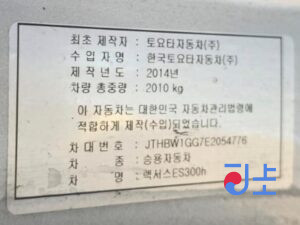 최초 제작자 : 토요타자동차(주)
수 입 자 명 : 한국토요타자동차(주)
제 작 년 도 : 2014년
차량 총중량 : 2010 kg
이 자동차는 대한민국 자동차관리법령에
적합하게 제작(수입)되었습니다.
차 대 번 호 : JTHBW1GG7E2054776
차 종 : 승용자동차
차 명 : 렉서스ES300h